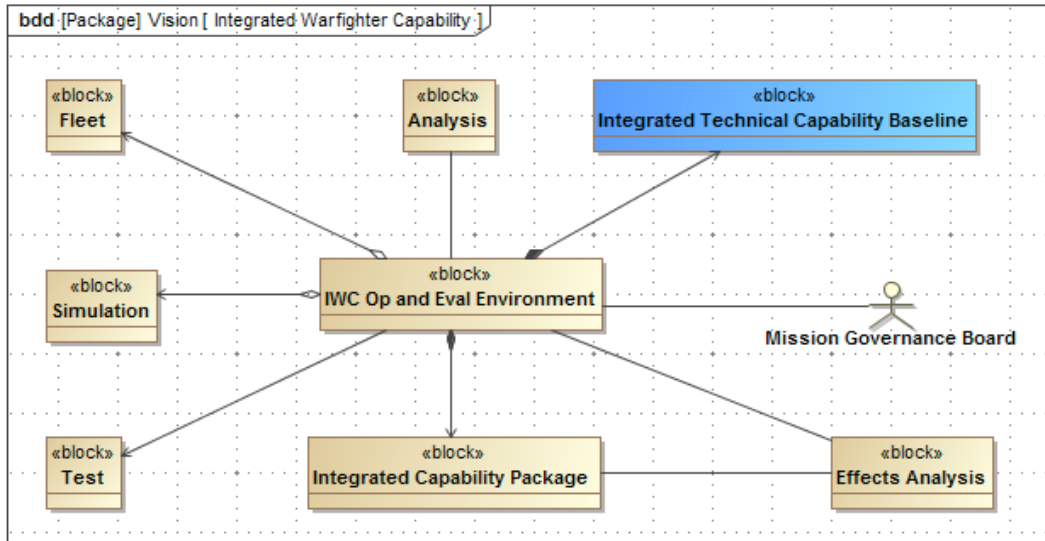 bdd [Package] Vision [ Integrated Warfighter Capability ]
«block»
Fleet
«block»
Analysis
«block»
Integrated Technical Capability Baseline
«block»
Simulation
«block»
IWC Op and Eval Environment
Mission Governance Board
«block»
Test
«block»
Integrated Capability Package
«block»
Effects Analysis